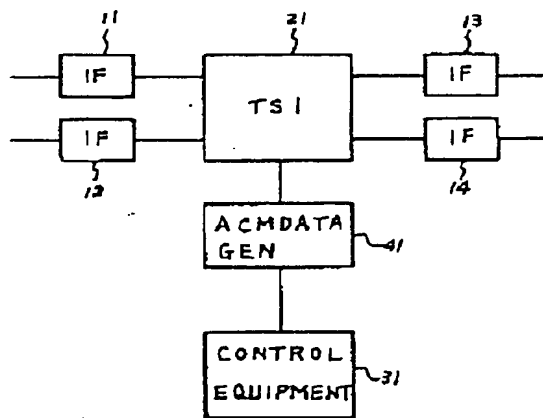 11
21
13
IF
IF
TSI
IF
IF
12
14
ACMDATA
GEN
41
CONTROL
EQUIPMENT
31